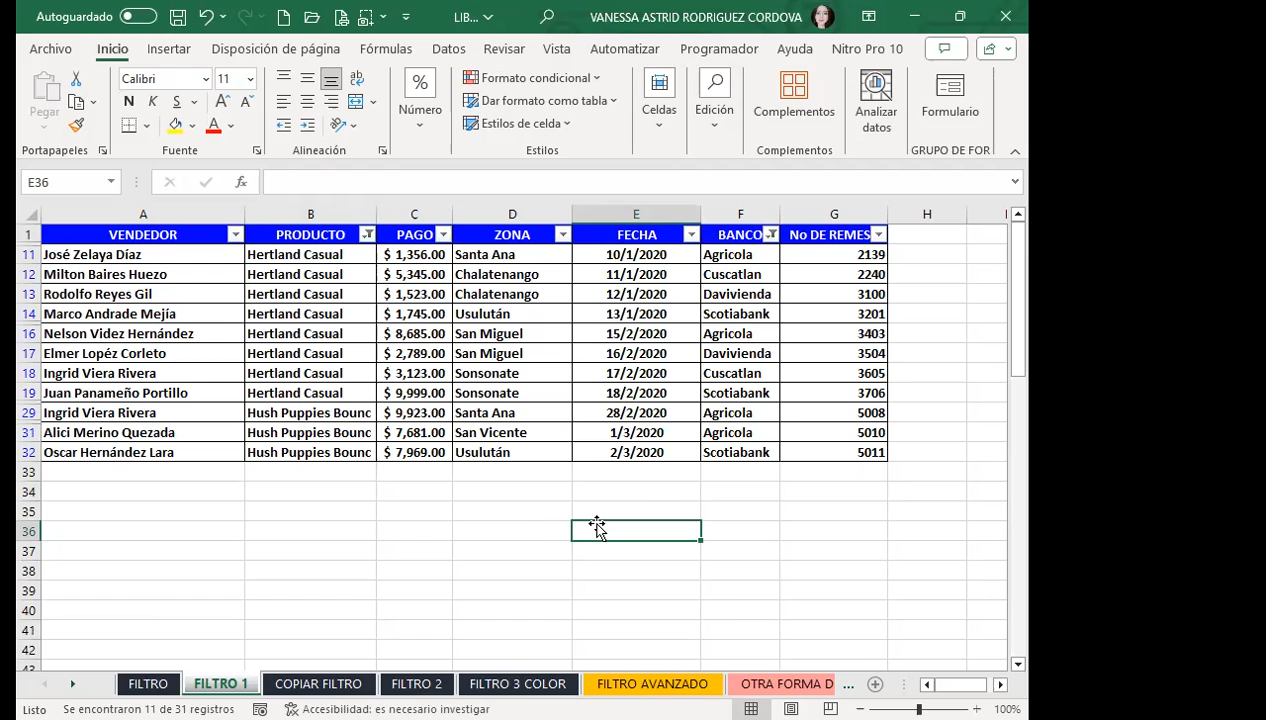 Autoguardado LIB... VANESSA ASTRID RODRIGUEZ CORDOVA
Archivo Inicio Insertar Disposición de página Fórmulas Datos Revisar Vista Automatizar Programador Ayuda Nitro Pro 10
Pegar Calibri 11 Número Formato condicional Celdas Edición Complementos Analizar datos Formulario
N K S A A Dar formato como tabla
A Estilos de celda
Portapapeles Fuente Alineación Estilos Complementos GRUPO DE FOR
E36 fx
A B C D E F G H I
1 VENDEDOR PRODUCTO PAGO ZONA FECHA BANCO No DE REMES
11 José Zelaya Díaz Hertland Casual $ 1,356.00 Santa Ana 10/1/2020 Agricola 2139
12 Milton Baires Huezo Hertland Casual $ 5,345.00 Chalatenango 11/1/2020 Cuscatlan 2240
13 Rodolfo Reyes Gil Hertland Casual $ 1,523.00 Chalatenango 12/1/2020 Davivienda 3100
14 Marco Andrade Mejía Hertland Casual $ 1,745.00 Usulután 13/1/2020 Scotiabank 3201
16 Nelson Videz Hernández Hertland Casual $ 8,685.00 San Miguel 15/2/2020 Agricola 3403
17 Elmer Lopéz Corleto Hertland Casual $ 2,789.00 San Miguel 16/2/2020 Davivienda 3504
18 Ingrid Viera Rivera Hertland Casual $ 3,123.00 Sonsonate 17/2/2020 Cuscatlan 3605
19 Juan Panameño Portillo Hertland Casual $ 9,999.00 Sonsonate 18/2/2020 Scotiabank 3706
29 Ingrid Viera Rivera Hush Puppies Bounc $ 9,923.00 Santa Ana 28/2/2020 Agricola 5008
31 Alici Merino Quezada Hush Puppies Bounc $ 7,681.00 San Vicente 1/3/2020 Agricola 5010
32 Oscar Hernández Lara Hush Puppies Bounc $ 7,969.00 Usulután 2/3/2020 Scotiabank 5011
33
34
35
36
37
38
39
40
41
42
43
FILTRO FILTRO 1 COPIAR FILTRO FILTRO 2 FILTRO 3 COLOR FILTRO AVANZADO OTRA FORMA D ...
Listo Se encontraron 11 de 31 registros Accesibilidad: es necesario investigar 100%